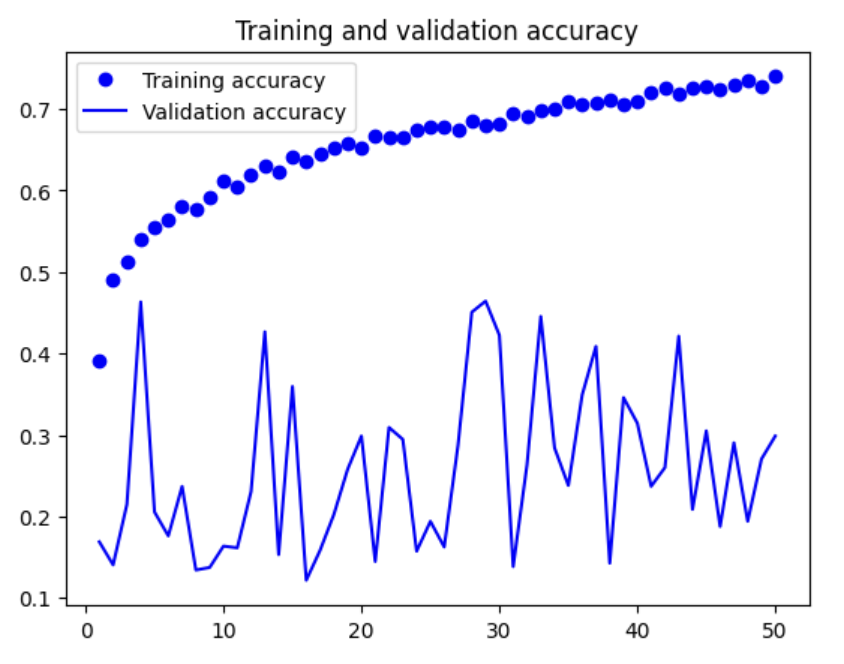 Training and validation accuracy
Training accuracy
Validation accuracy
0.7
0.6
0.5
0.4
0.3
0.2
0.1
0 10 20 30 40 50